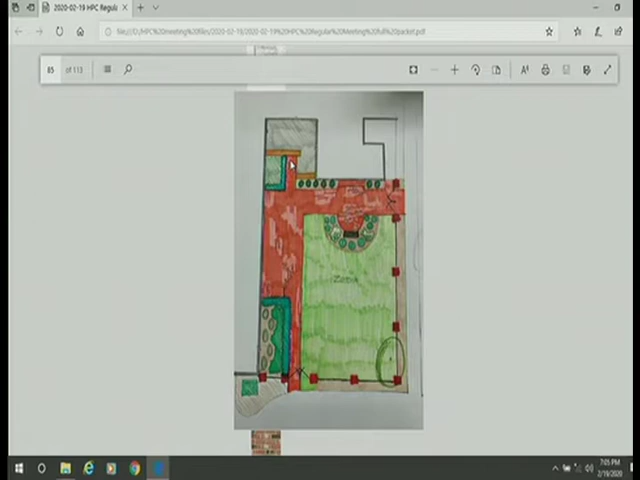 2020-02-19 HPC Regula
file:///D:/HPC%20meeting%20files/2020-02-19/2020-02-19%20HPC%20Regular%20Meeting%20full%20packet.pdf
85 of 113
7:05 PM
2/19/2020